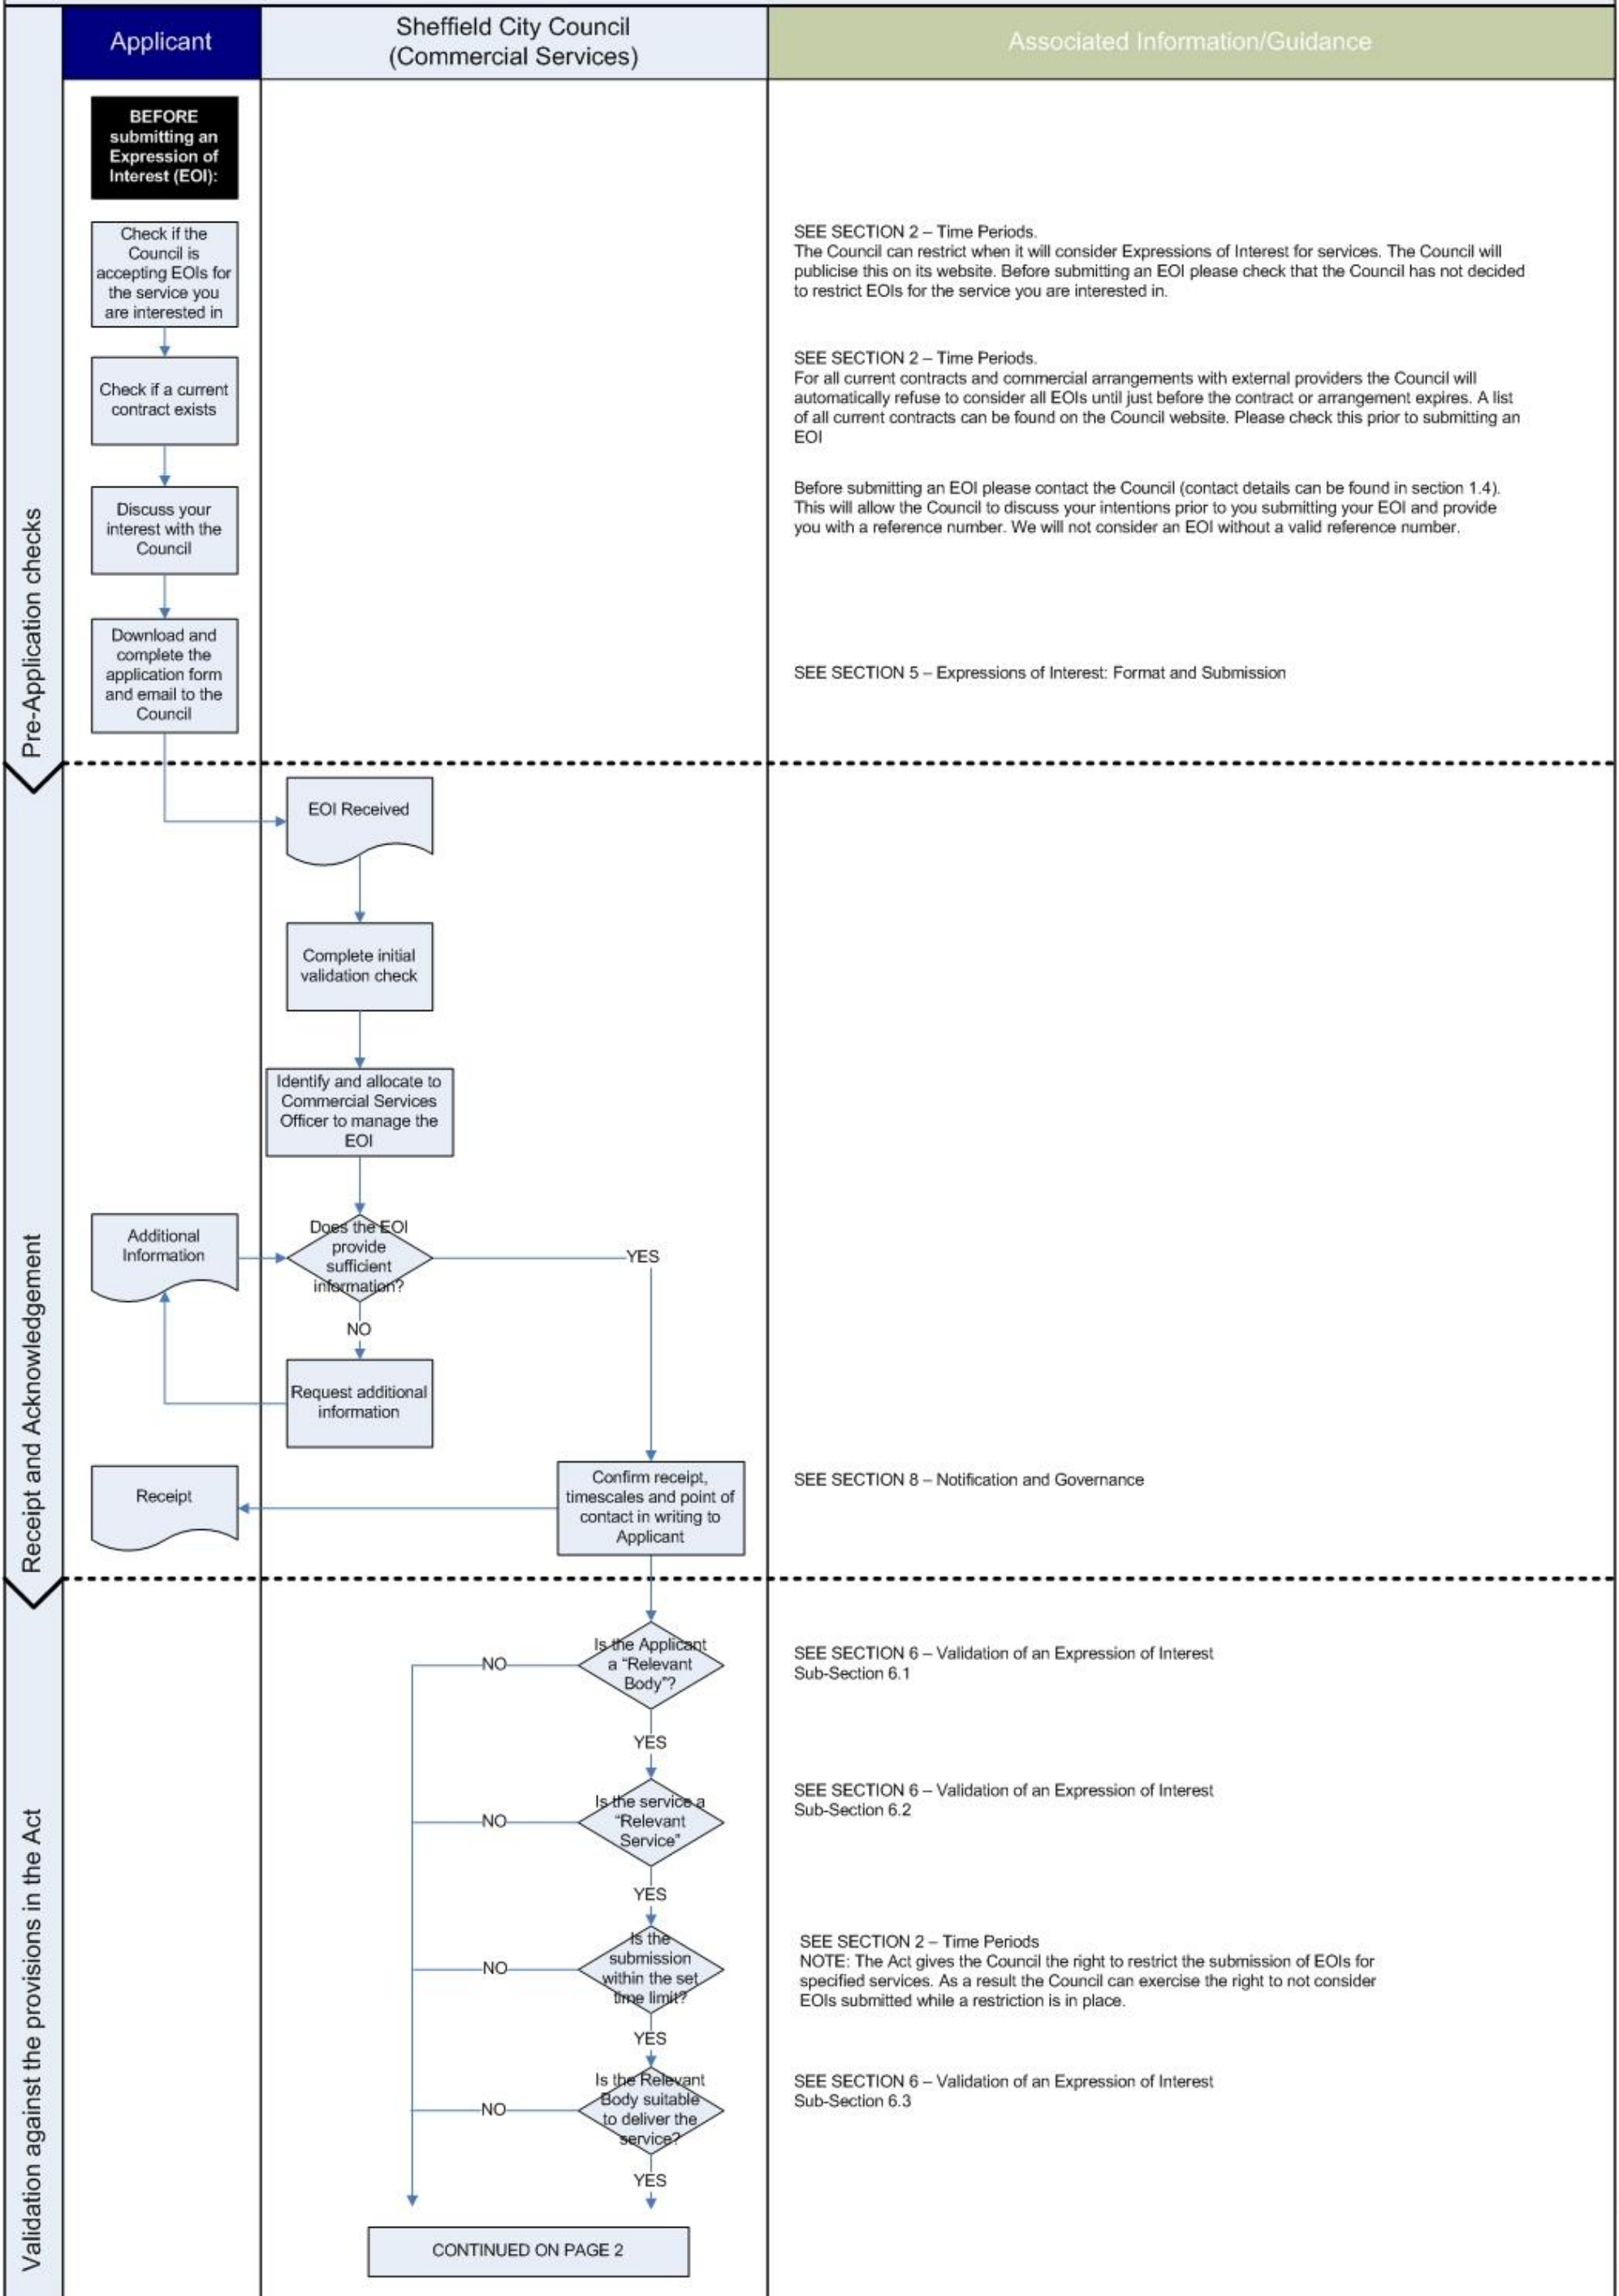 Applicant
Sheffield City Council
(Commercial Services)
Associated Information/Guidance
Pre-Application checks
BEFORE
submitting an
Expression of
Interest (EOI):
Check if the
Council is
accepting EOIs for
the service you
are interested in
SEE SECTION 2 – Time Periods.
The Council can restrict when it will consider Expressions of Interest for services. The Council will
publicise this on its website. Before submitting an EOI please check that the Council has not decided
to restrict EOIs for the service you are interested in.
Check if a current
contract exists
SEE SECTION 2 – Time Periods.
For all current contracts and commercial arrangements with external providers the Council will
automatically refuse to consider all EOIs until just before the contract or arrangement expires. A list
of all current contracts can be found on the Council website. Please check this prior to submitting an
EOI
Discuss your
interest with the
Council
Before submitting an EOI please contact the Council (contact details can be found in section 1.4).
This will allow the Council to discuss your intentions prior to you submitting your EOI and provide
you with a reference number. We will not consider an EOI without a valid reference number.
Download and
complete the
application form
and email to the
Council
SEE SECTION 5 – Expressions of Interest: Format and Submission
Receipt and Acknowledgement
EOI Received
Complete initial
validation check
Identify and allocate to
Commercial Services
Officer to manage the
EOI
Additional
Information
Does the EOI
provide
sufficient
information?
YES
NO
Request additional
information
Receipt
Confirm receipt,
timescales and point of
contact in writing to
Applicant
SEE SECTION 8 – Notification and Governance
Validation against the provisions in the Act
NO
Is the Applicant
a “Relevant
Body”?
SEE SECTION 6 – Validation of an Expression of Interest
Sub-Section 6.1
YES
NO
Is the service a
“Relevant
Service”
SEE SECTION 6 – Validation of an Expression of Interest
Sub-Section 6.2
YES
NO
Is the
submission
within the set
time limit?
SEE SECTION 2 – Time Periods
NOTE: The Act gives the Council the right to restrict the submission of EOIs for
specified services. As a result the Council can exercise the right to not consider
EOIs submitted while a restriction is in place.
YES
NO
Is the Relevant
Body suitable
to deliver the
service?
SEE SECTION 6 – Validation of an Expression of Interest
Sub-Section 6.3
YES
CONTINUED ON PAGE 2